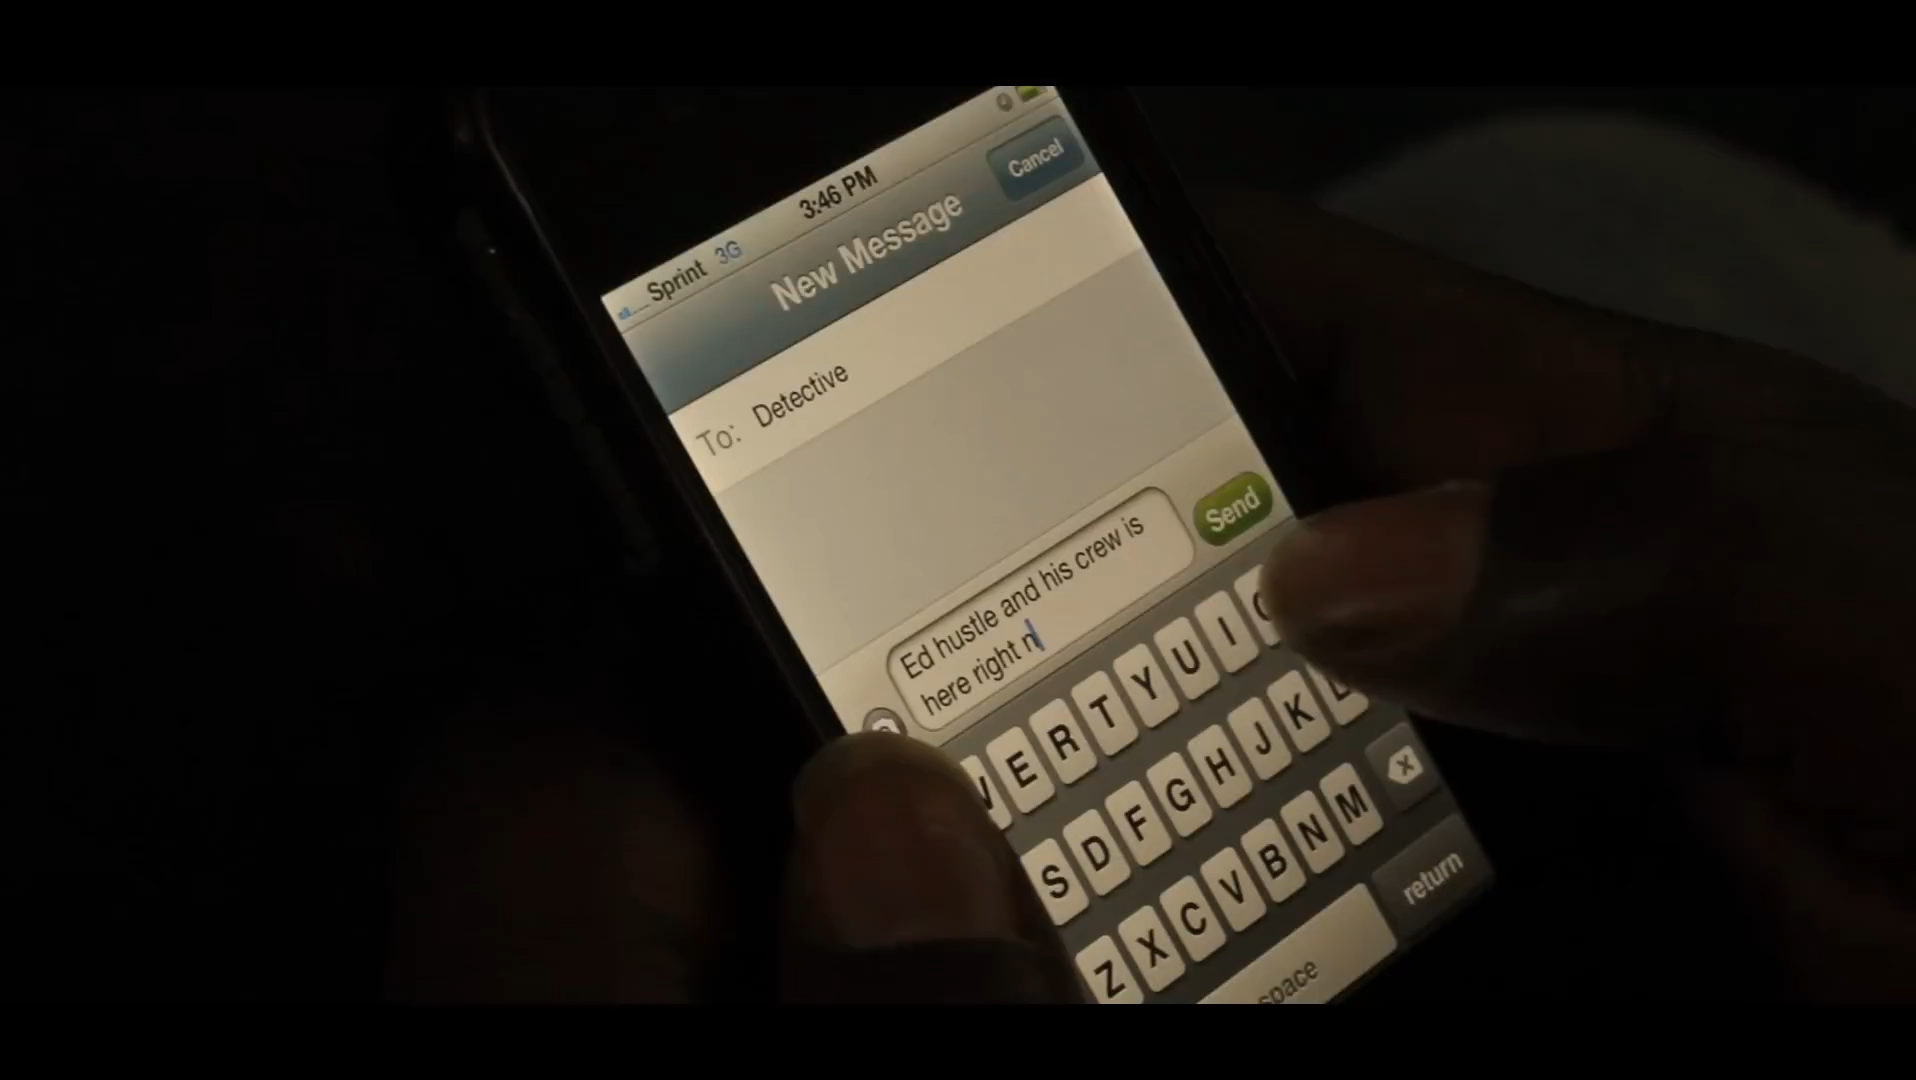 Sprint 3G 3:46 PM
New Message
Cancel
To: Detective
Ed hustle and his crew is
here right n
Send
E R T Y U I
S D F G H J K L
Z X C V B N M
space
return